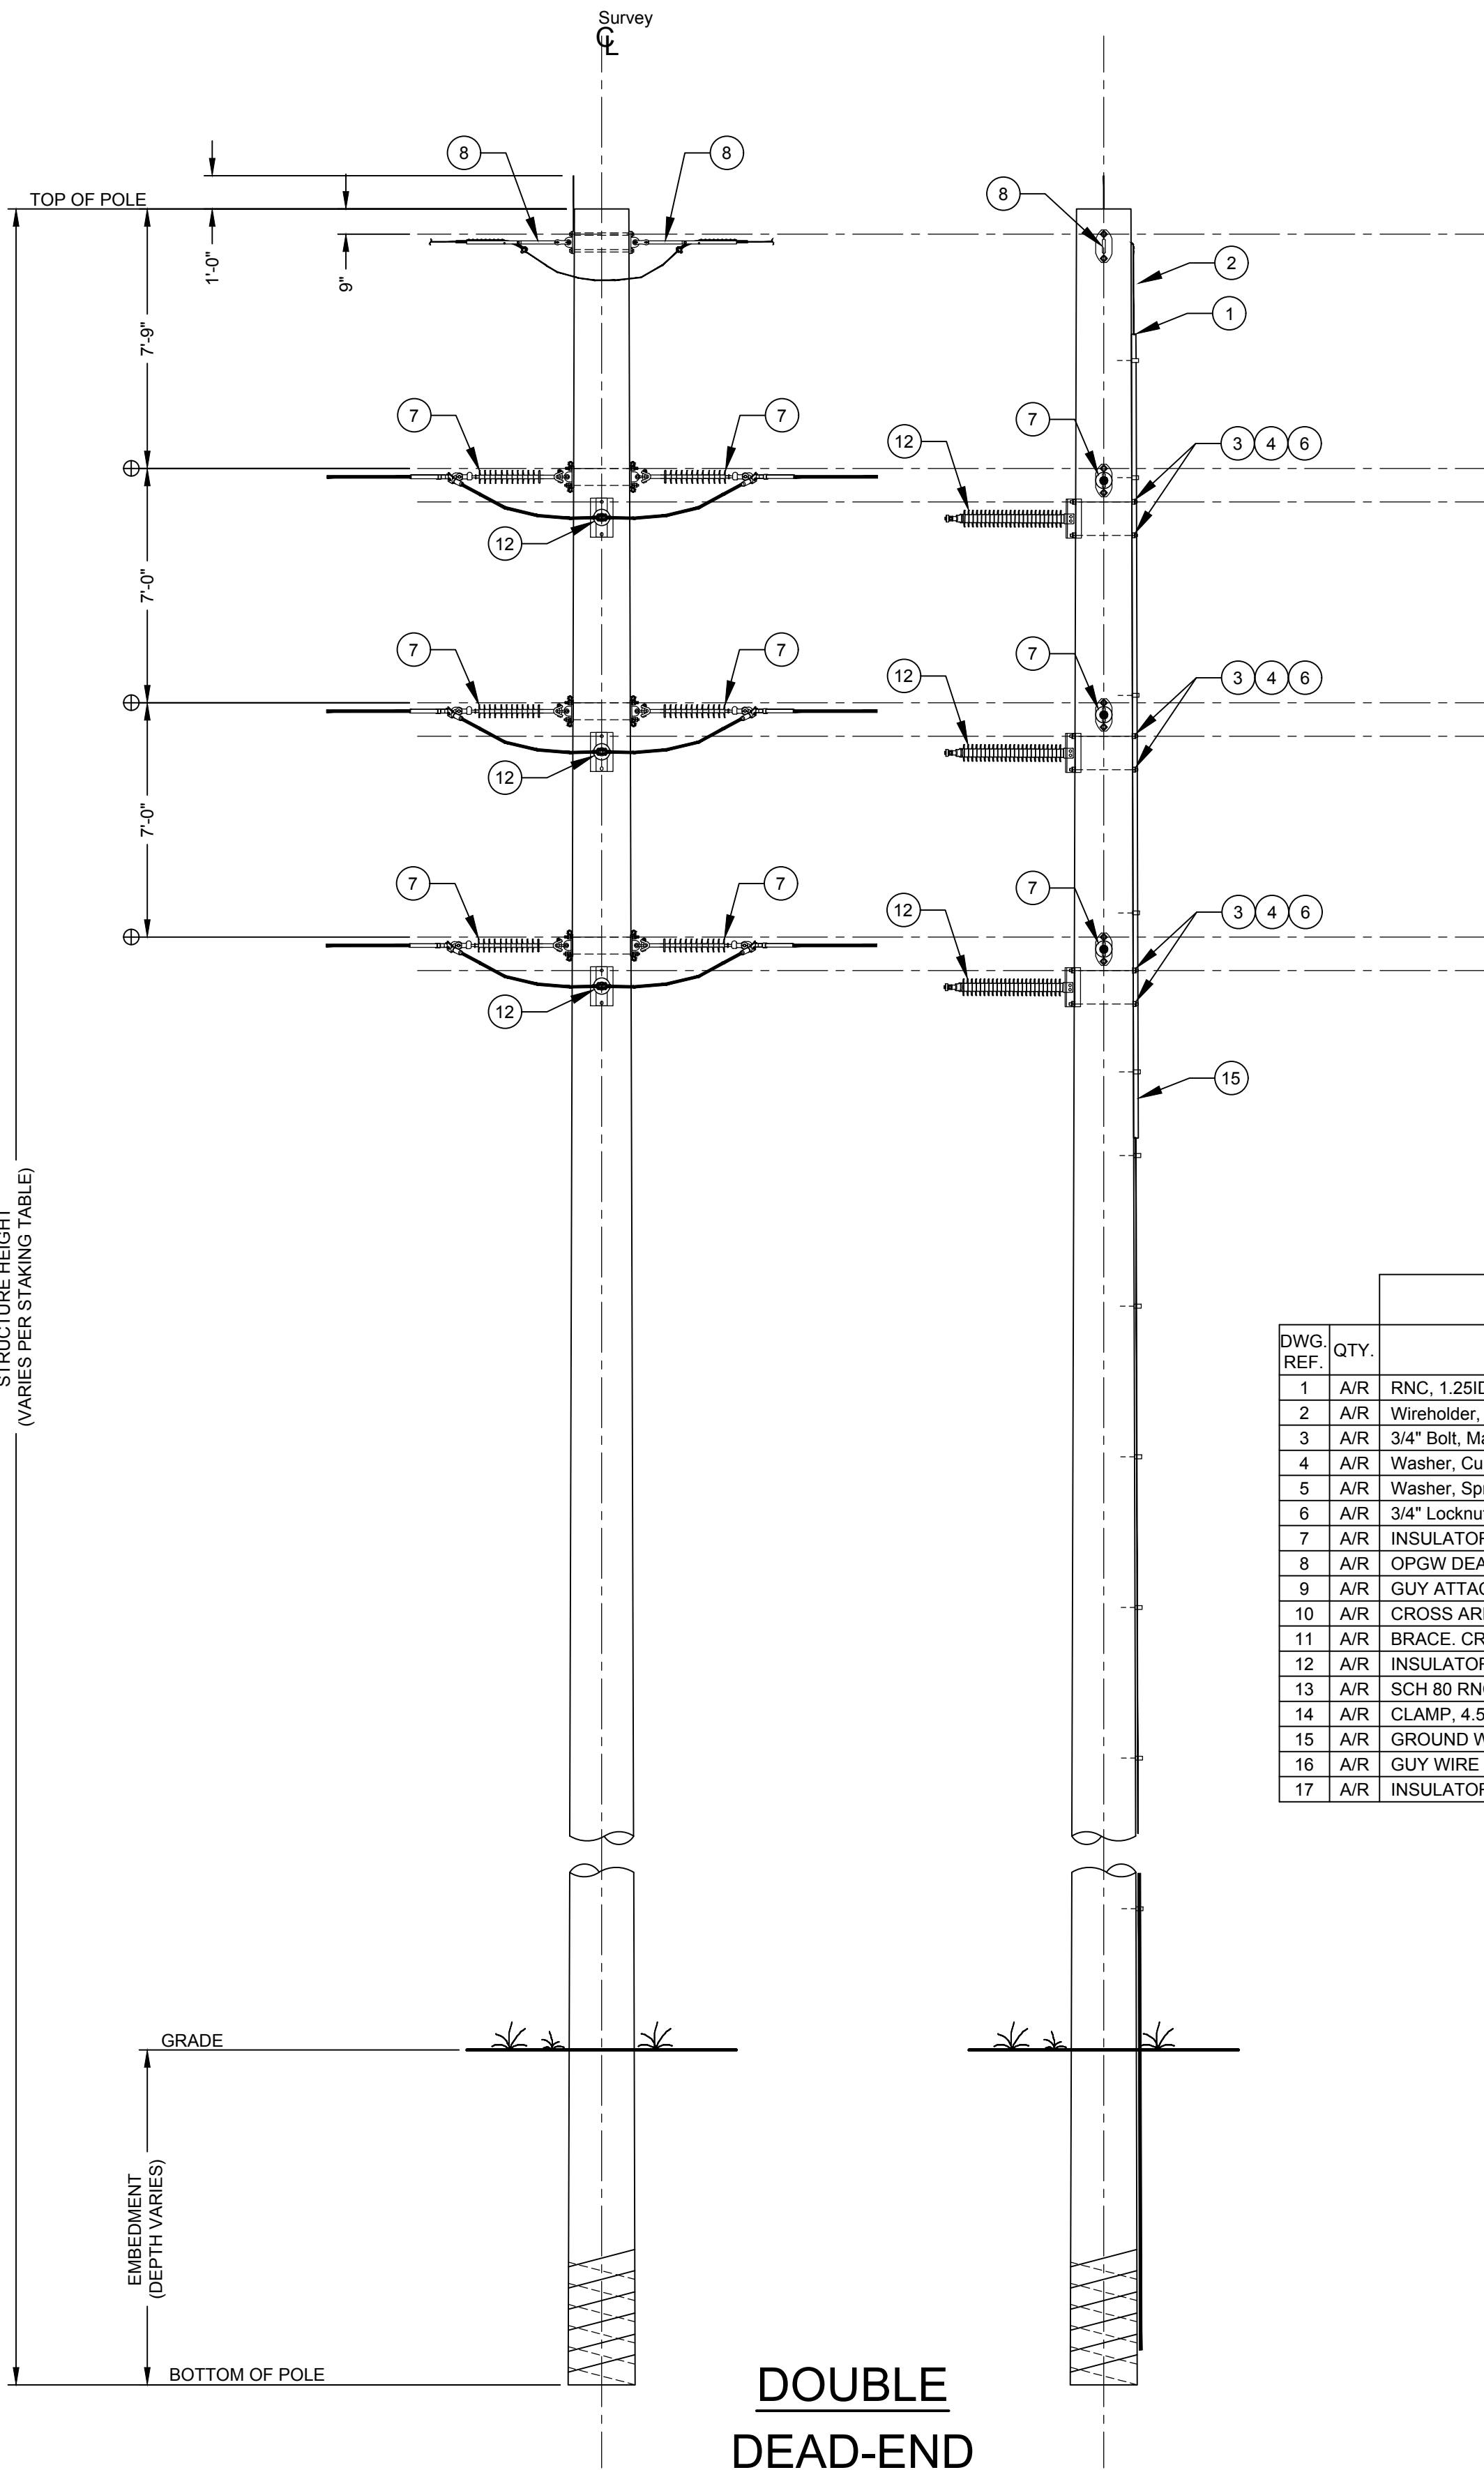 Survey
℄
8
8
8
TOP OF POLE
1'-0"
9"
2
1
7'-9"
7
7
12
7
3 4 6
12
7'-0"
7
7
12
7
3 4 6
12
7'-0"
7
7
12
7
3 4 6
12
15
STRUCTURE HEIGHT
(VARIES PER STAKING TABLE)
DWG. REF. QTY.
1 A/R RNC,
2 A/R Wireholder,
3 A/R 3/4" Bolt,
4 A/R Washer,
5 A/R Washer,
6 A/R 3/4"
7 A/R
8 A/R OPGW
9 A/R GUY
10 A/R CROSS
11 A/R BRACE.
12 A/R
13 A/R SCH 80
14 A/R CLAMP,
15 A/R GROUND
16 A/R GUY WIRE
17 A/R
GRADE
EMBEDMENT
(DEPTH VARIES)
BOTTOM OF POLE
DOUBLE
DEAD-END